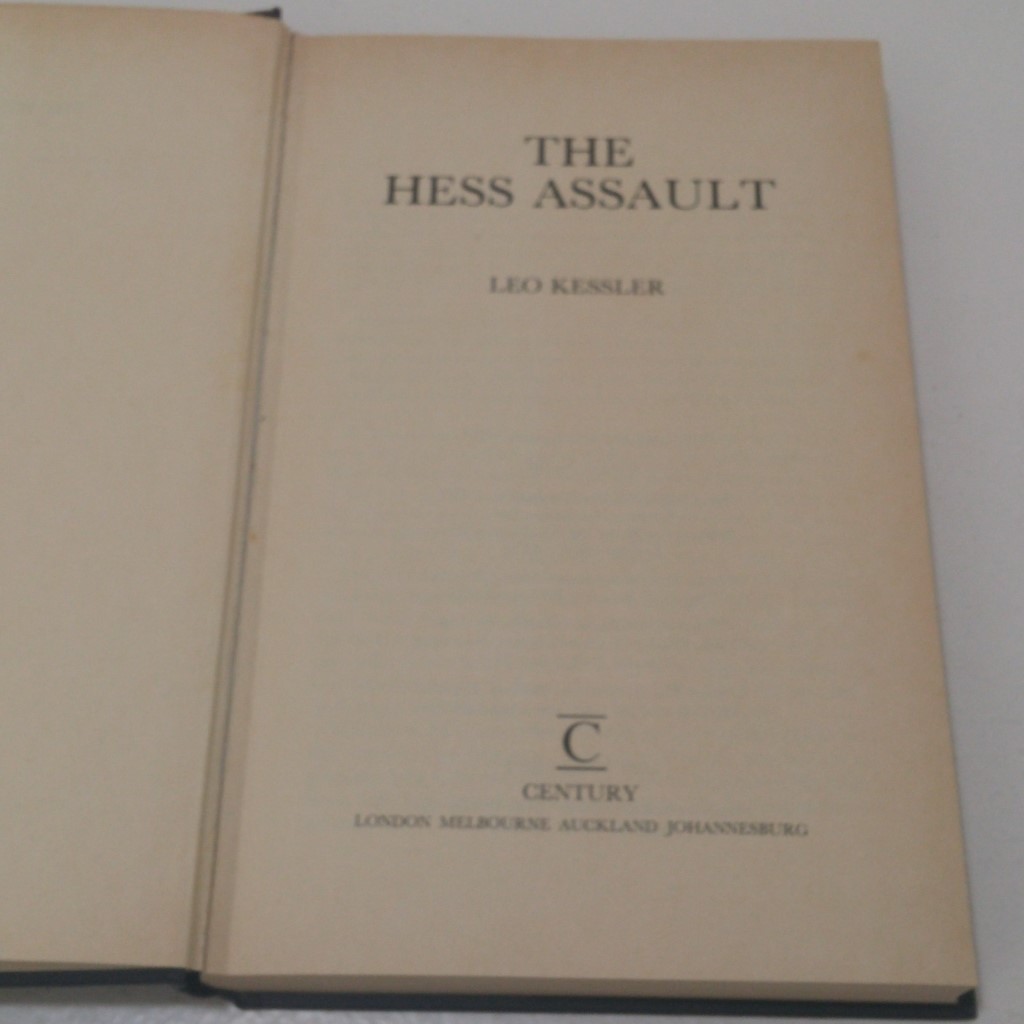 THE
HESS ASSAULT
LEO KESSLER
C
CENTURY
LONDON MELBOURNE AUCKLAND JOHANNESBURG